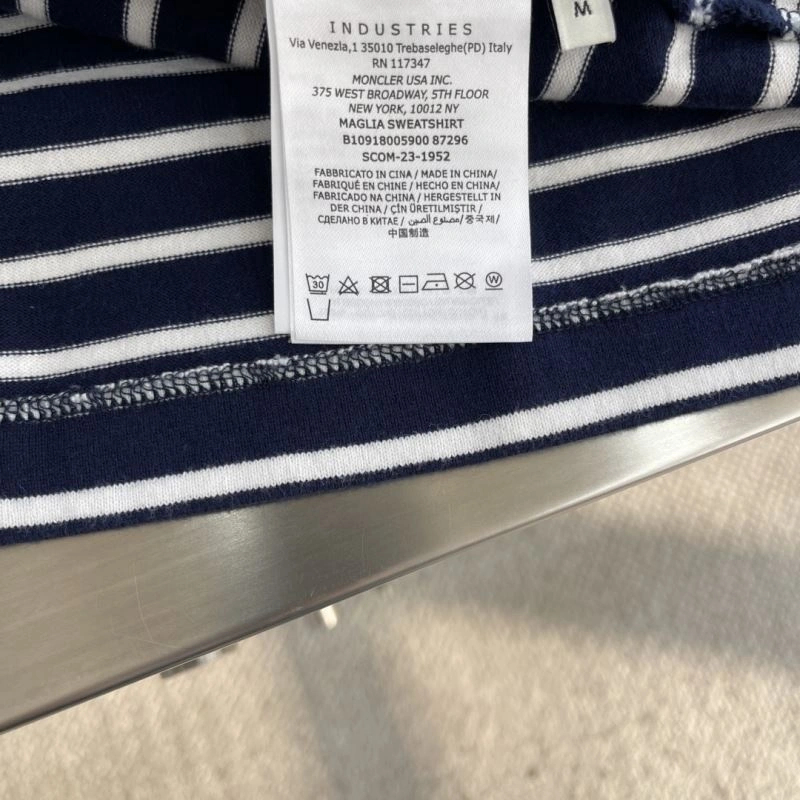 INDUSTRIES
Via Venezia,1 35010 Trebaseleghe(PD) Italy
RN 117347
MONCLER USA INC.
375 WEST BROADWAY, 5TH FLOOR
NEW YORK, 10012 NY
MAGLIA SWEATSHIRT
B10918005900 87296
SCOM-23-1952
FABBRICATO IN CINA / MADE IN CHINA/
FABRIQUÉ EN CHINE / HECHO EN CHINA/
FABRICADO NA CHINA / HERGESTELLT IN
DER CHINA / ÇİN ÜRETILMIŞTIR /
СДЕЛАНО В КИТАЕ / مصنوع الصين/ 중국제/
中国制造
30
W
M